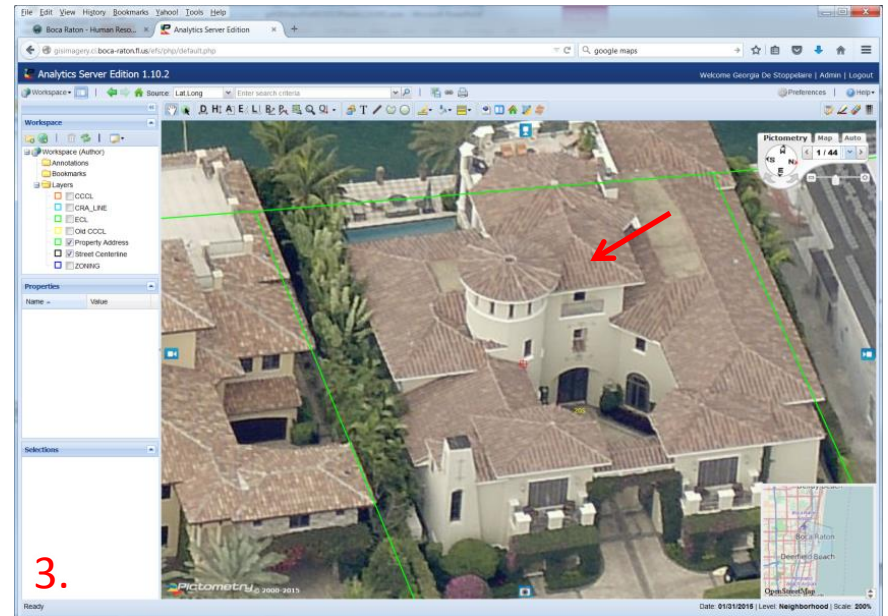 File Edit View History Bookmarks Yahoo! Tools Help
Boca Raton - Human Reso... × Analytics Server Edition × +
gisimagery.ci.boca-raton.fl.us/efs/php/default.php google maps
Analytics Server Edition 1.10.2 Welcome Georgia De Stoppelaire | Admin | Logout
Workspace Source: Lat:Long Enter search criteria Preferences | Help
Workspace
Workspace (Author)
Annotations
Bookmarks
Layers
CCCL
CRA_LINE
ECL
Old CCCL
Property Address
Street Centerline
ZONING
Properties
Name Value
Selections
3.
Ready
Pictometry Map Auto
1 / 44
205
Pictometry © 2000-2015
Boca Raton
Deerfield Beach
OpenStreetMap
Date: 01/31/2015 | Level: Neighborhood | Scale: 200%